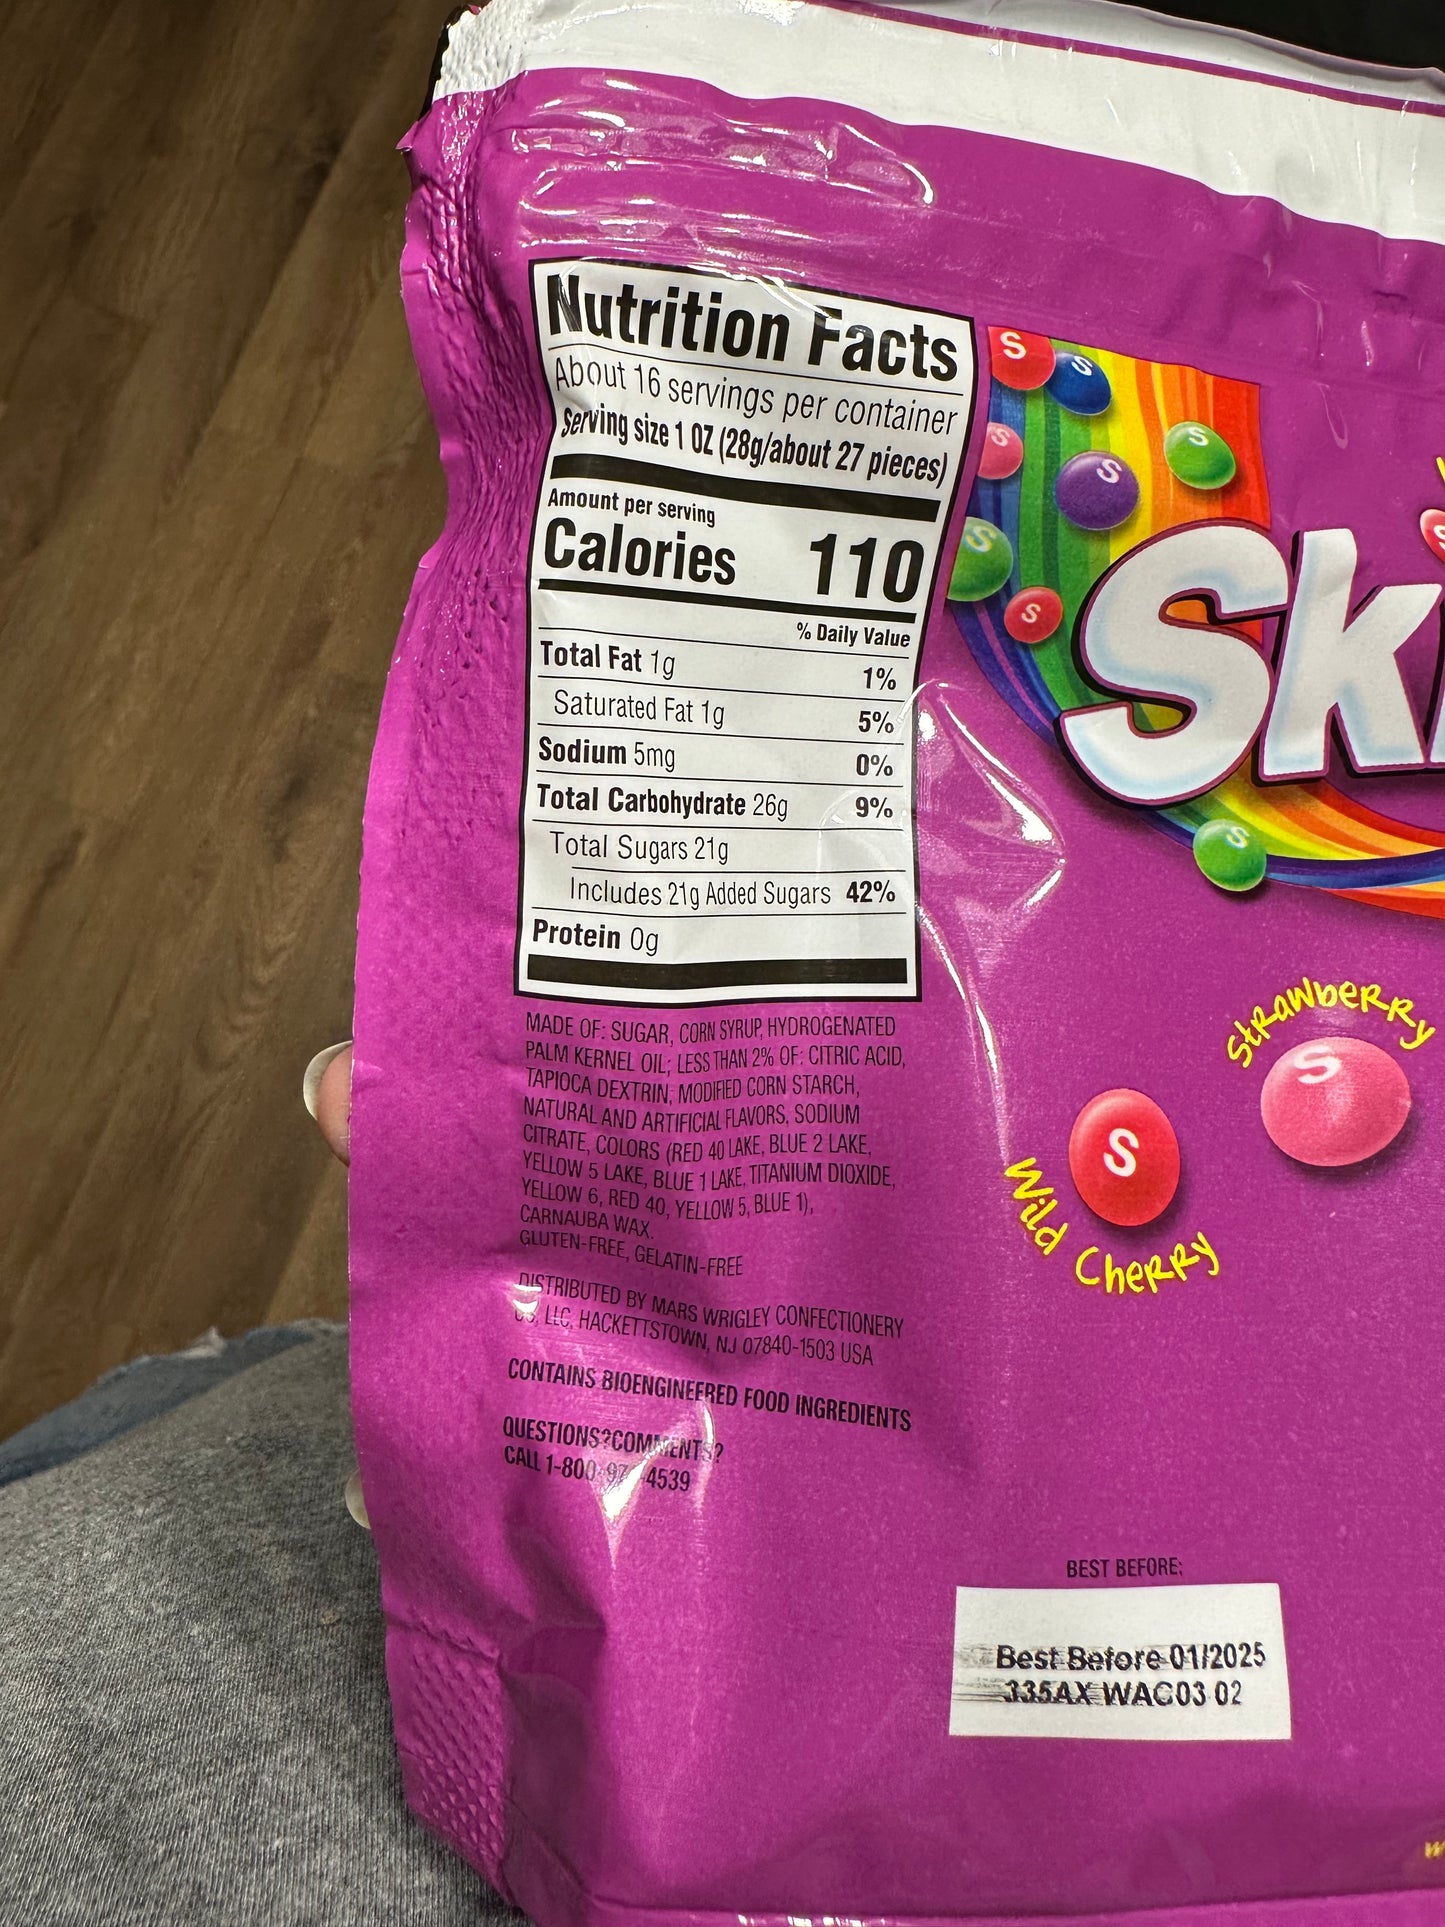 Nutrition Facts
About 16 servings per container
Serving size 1 OZ (28g/about 27 pieces)
Amount per serving
Calories 110
% Daily Value
Total Fat 1g 1%
Saturated Fat 1g 5%
Sodium 5mg 0%
Total Carbohydrate 26g 9%
Total Sugars 21g
Includes 21g Added Sugars 42%
Protein 0g
MADE OF: SUGAR, CORN SYRUP, HYDROGENATED
PALM KERNEL OIL; LESS THAN 2% OF: CITRIC ACID,
TAPIOCA DEXTRIN, MODIFIED CORN STARCH,
NATURAL AND ARTIFICIAL FLAVORS, SODIUM
CITRATE, COLORS (RED 40 LAKE, BLUE 2 LAKE,
YELLOW 5 LAKE, BLUE 1 LAKE, TITANIUM DIOXIDE,
YELLOW 6, RED 40, YELLOW 5, BLUE 1),
CARNAUBA WAX.
GLUTEN-FREE, GELATIN-FREE
DISTRIBUTED BY MARS WRIGLEY CONFECTIONERY
US, LLC, HACKETTSTOWN, NJ 07840-1503 USA
CONTAINS BIOENGINEERED FOOD INGREDIENTS
QUESTIONS?COMMENTS?
CALL
S
S
S
S
S
S
S
Sk
S
Strawberry
S
S
Wild Cherry
BEST BEFORE:
Best Before 01/2025
335AX WAC03 02